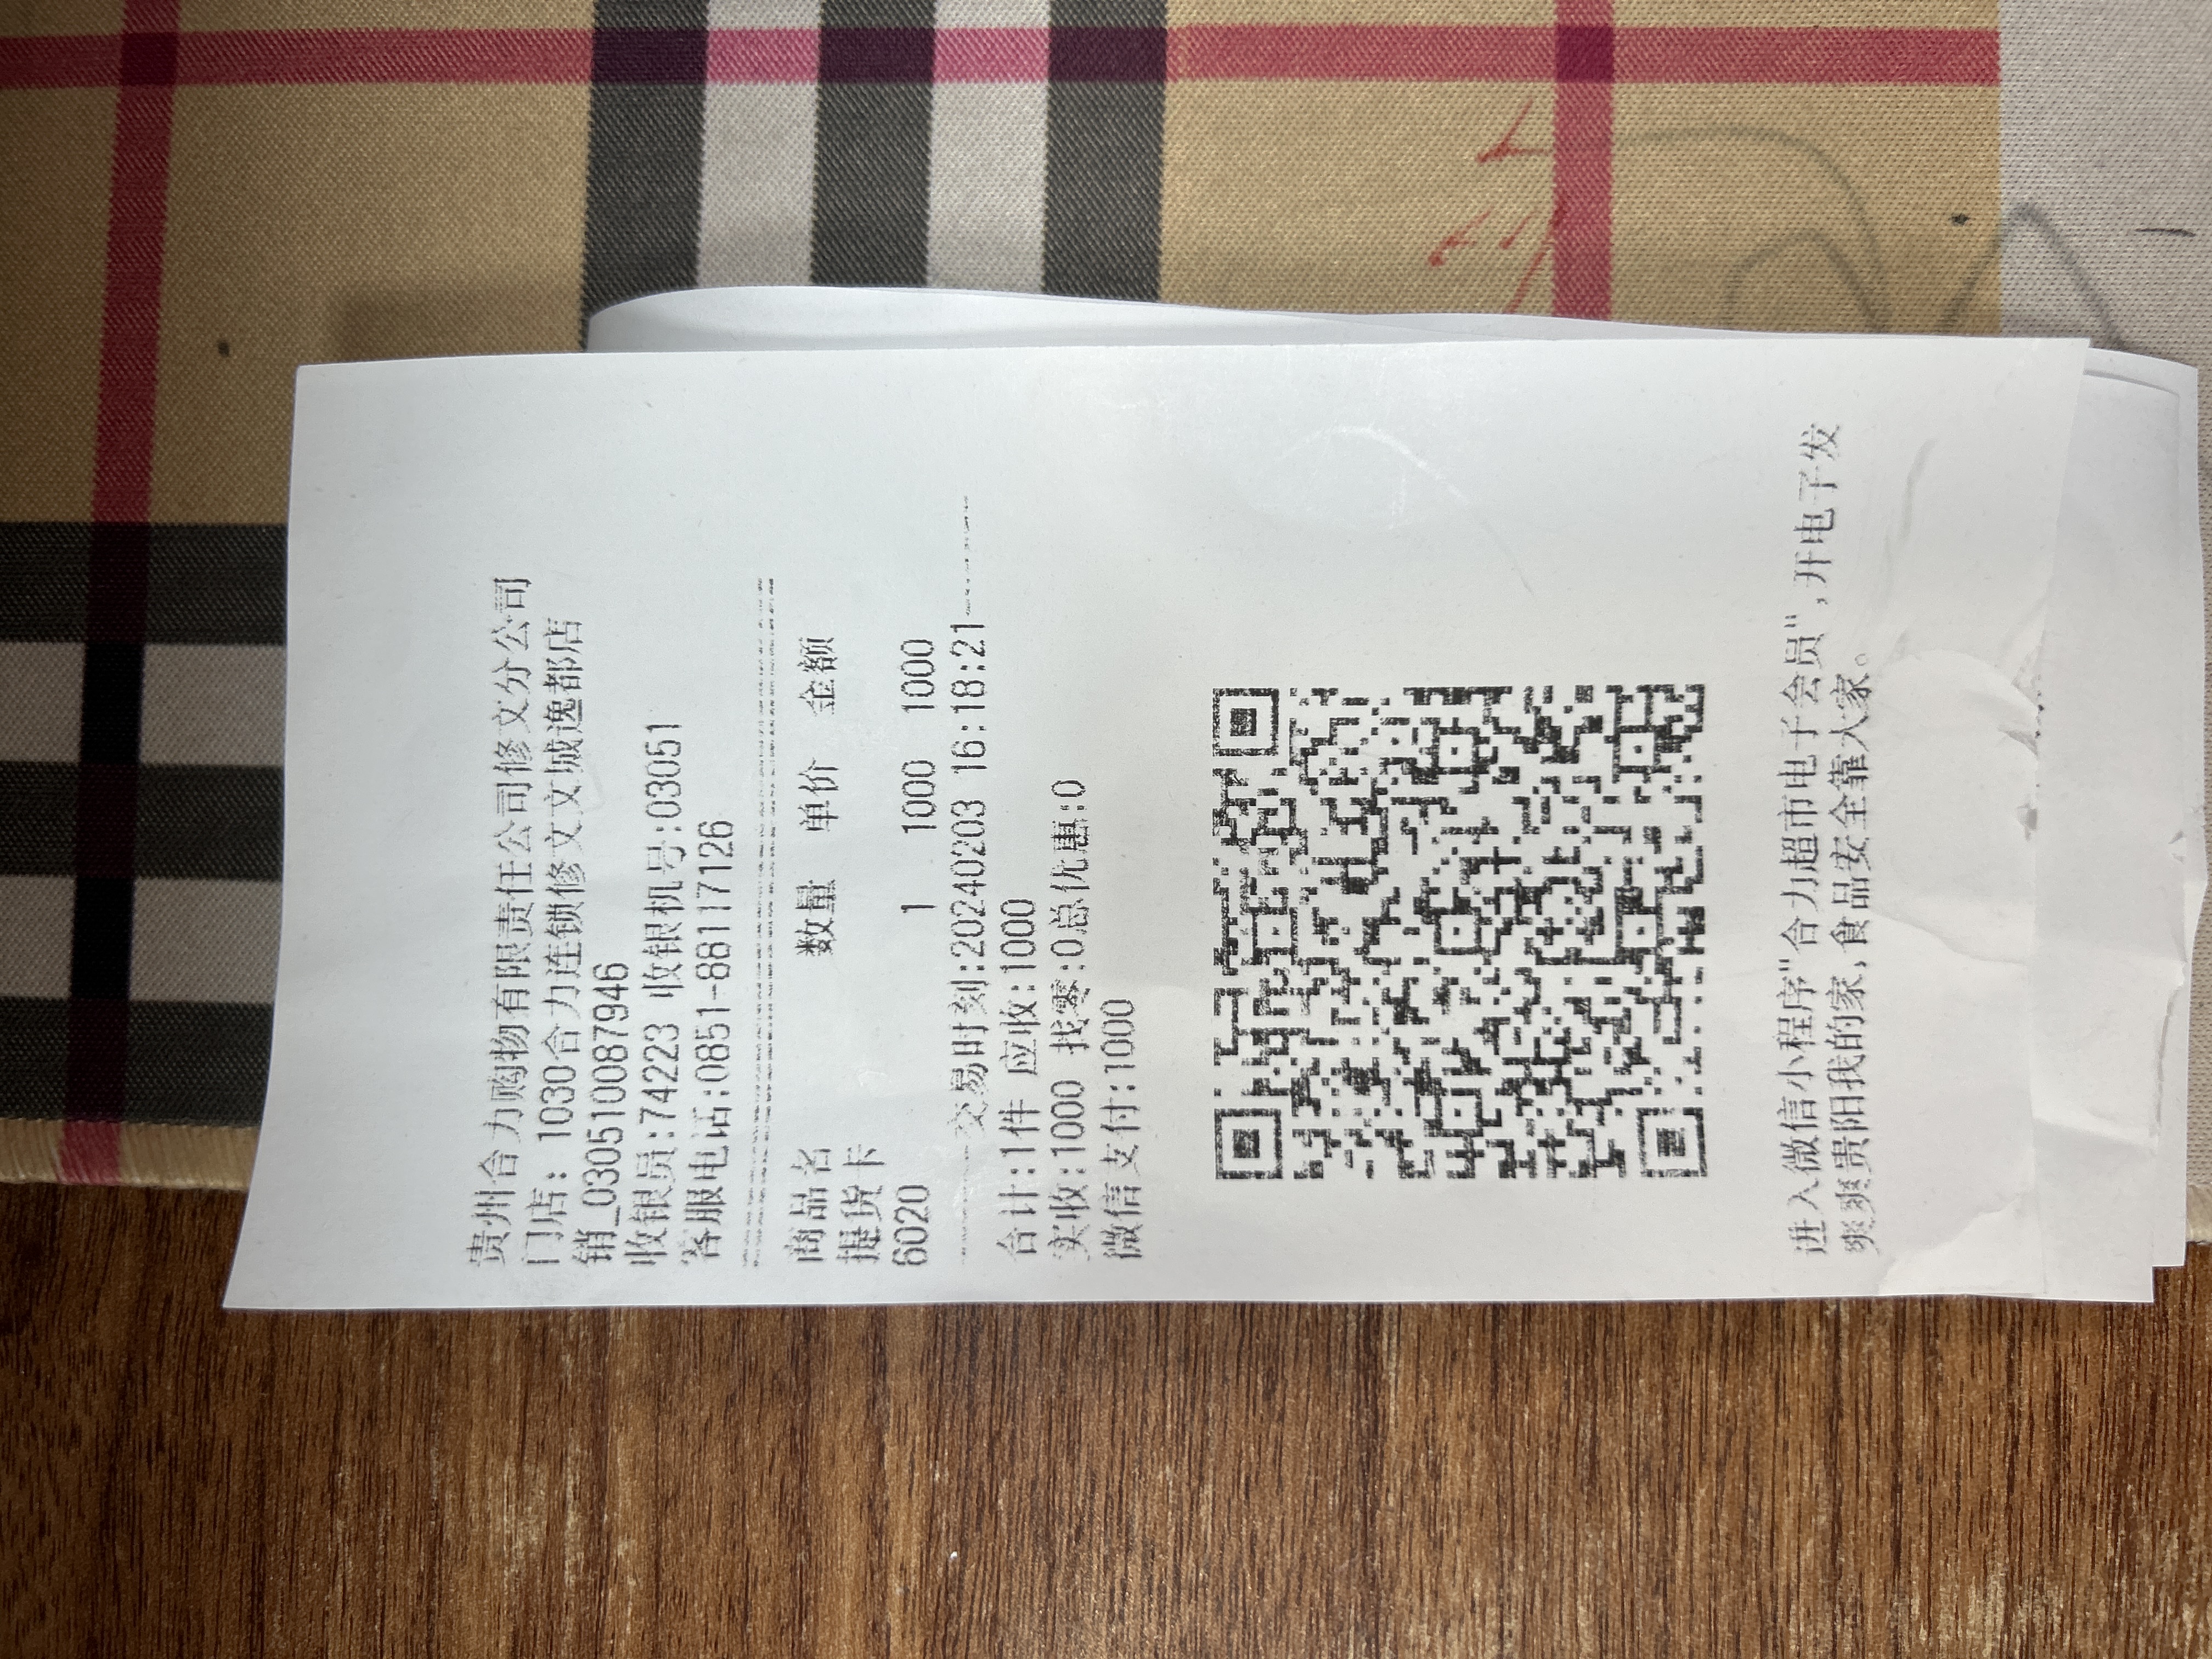 贵州合力购物有限责任公司修文分公司
门店: 1030合力连锁修文文城逸都店
销_030510087946
收银员:74223 收银机号:03051
客服电话:0851-88117126
商品名 数量 单价 金额
提货卡
6020 1 1000 1000
交易时刻:20240203 16:18:21
合计:1件 应收:1000
实收:1000 找零:0总优惠:0
微信支付:1000
进入微信小程序"合力超市电子会员",开电子发
爽爽贵阳我的家,食品安全靠大家。